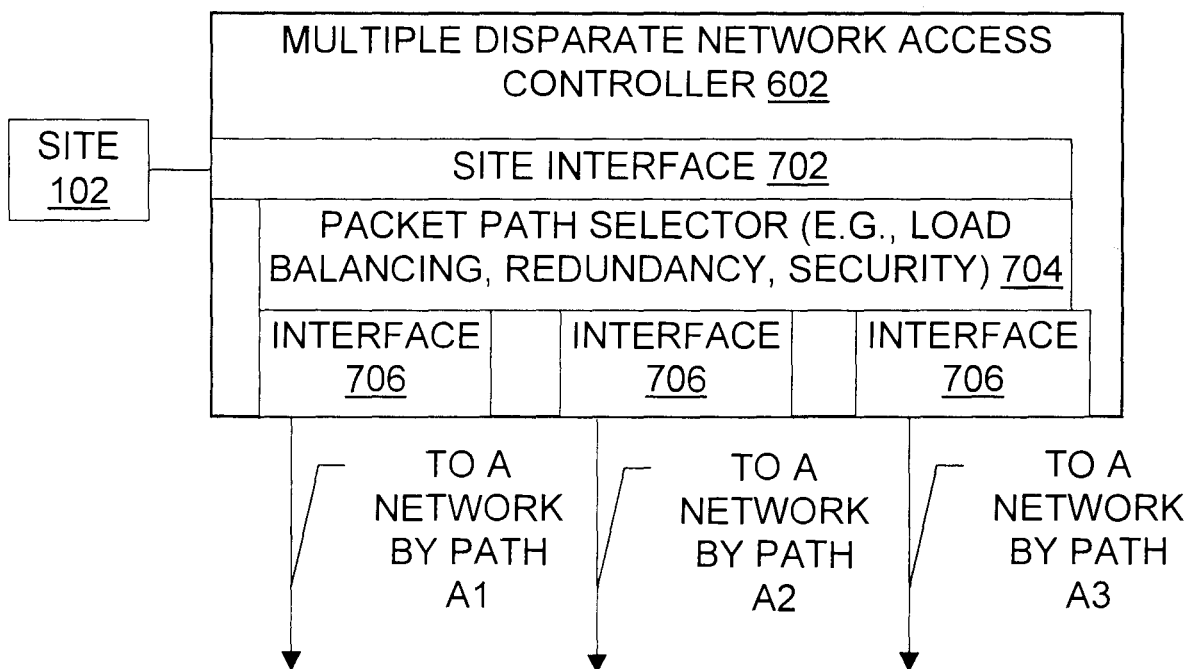 MULTIPLE DISPARATE NETWORK ACCESS
CONTROLLER 602
SITE
102
SITE INTERFACE 702
PACKET PATH SELECTOR (E.G., LOAD
BALANCING, REDUNDANCY, SECURITY) 704
INTERFACE
706
INTERFACE
706
INTERFACE
706
TO A
NETWORK
BY PATH
A1
TO A
NETWORK
BY PATH
A2
TO A
NETWORK
BY PATH
A3